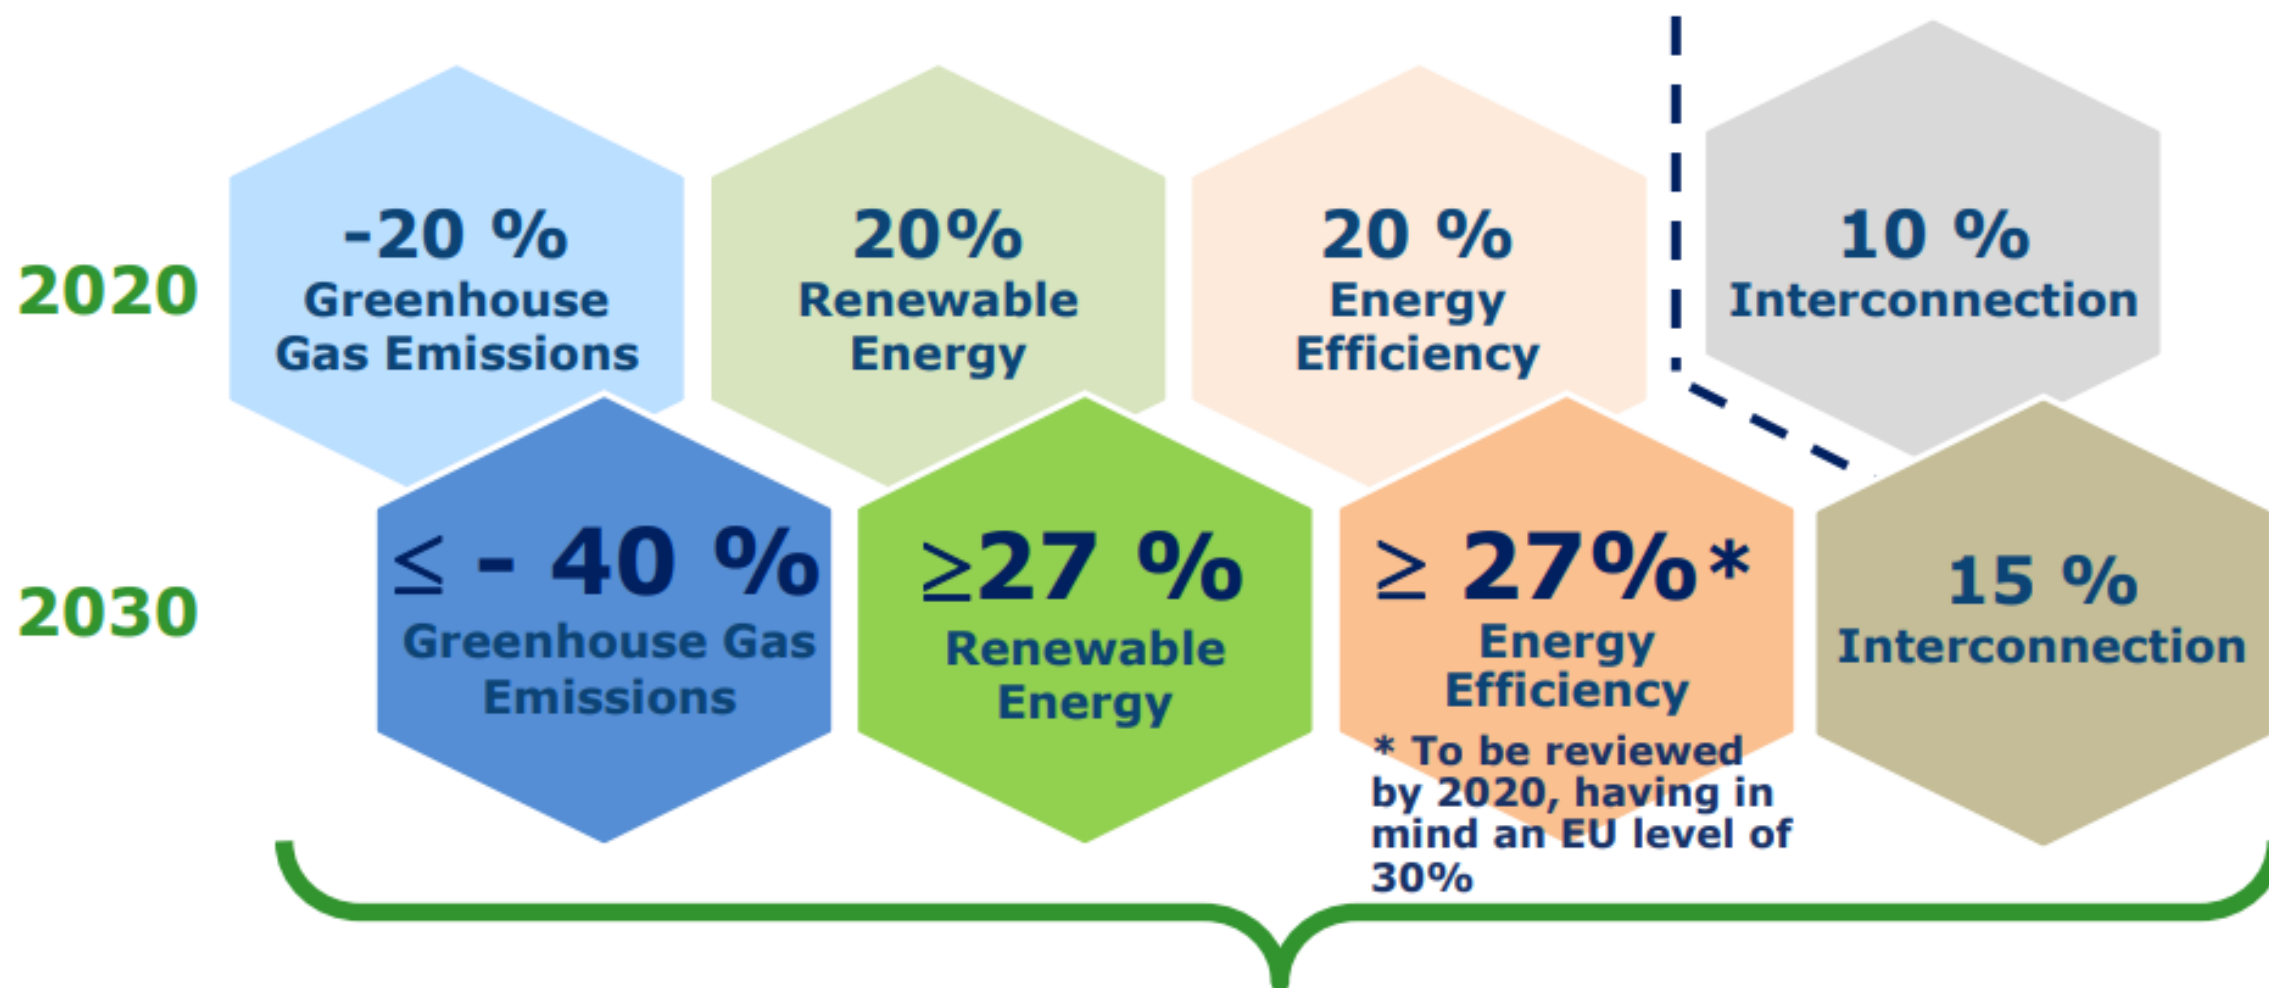 2020
-20 %
Greenhouse
Gas Emissions
20%
Renewable
Energy
20 %
Energy
Efficiency
10 %
Interconnection
2030
≤ - 40 %
Greenhouse Gas
Emissions
≥27 %
Renewable
Energy
≥ 27%*
Energy
Efficiency
* To be reviewed
by 2020, having in
mind an EU level of
30%
15 %
Interconnection